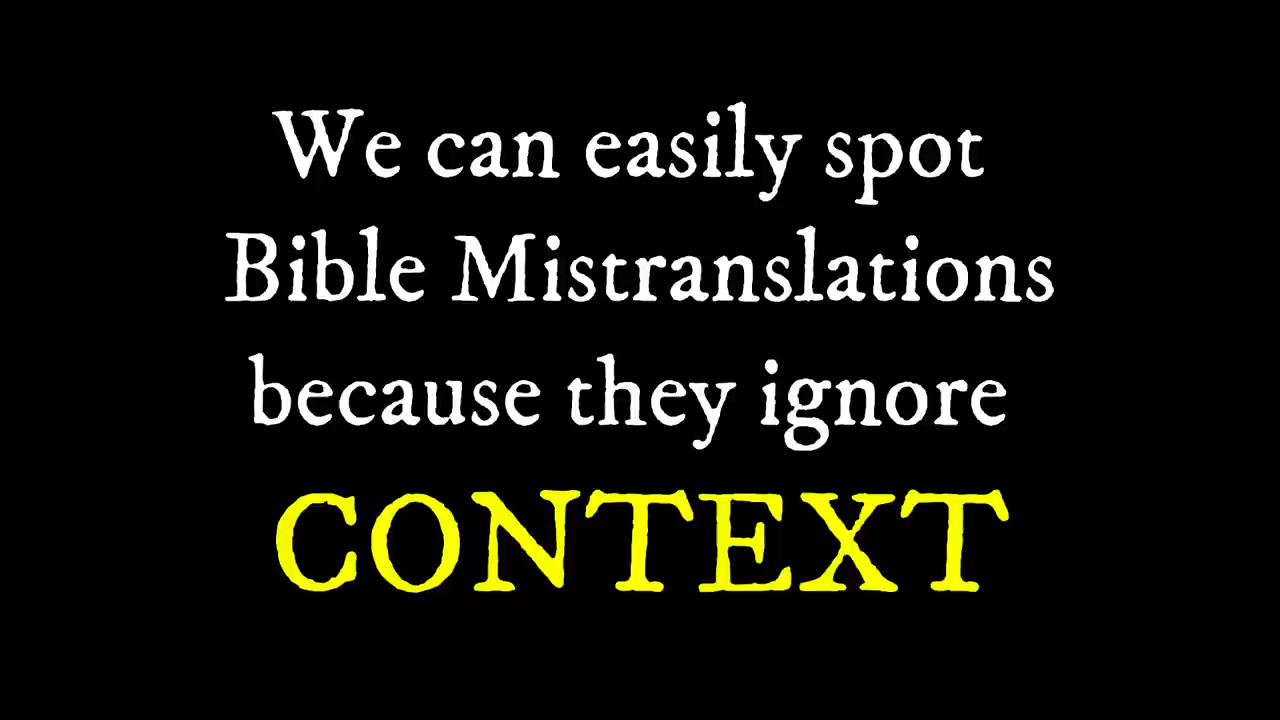 We can easily spot
Bible Mistranslations
because they ignore
CONTEXT